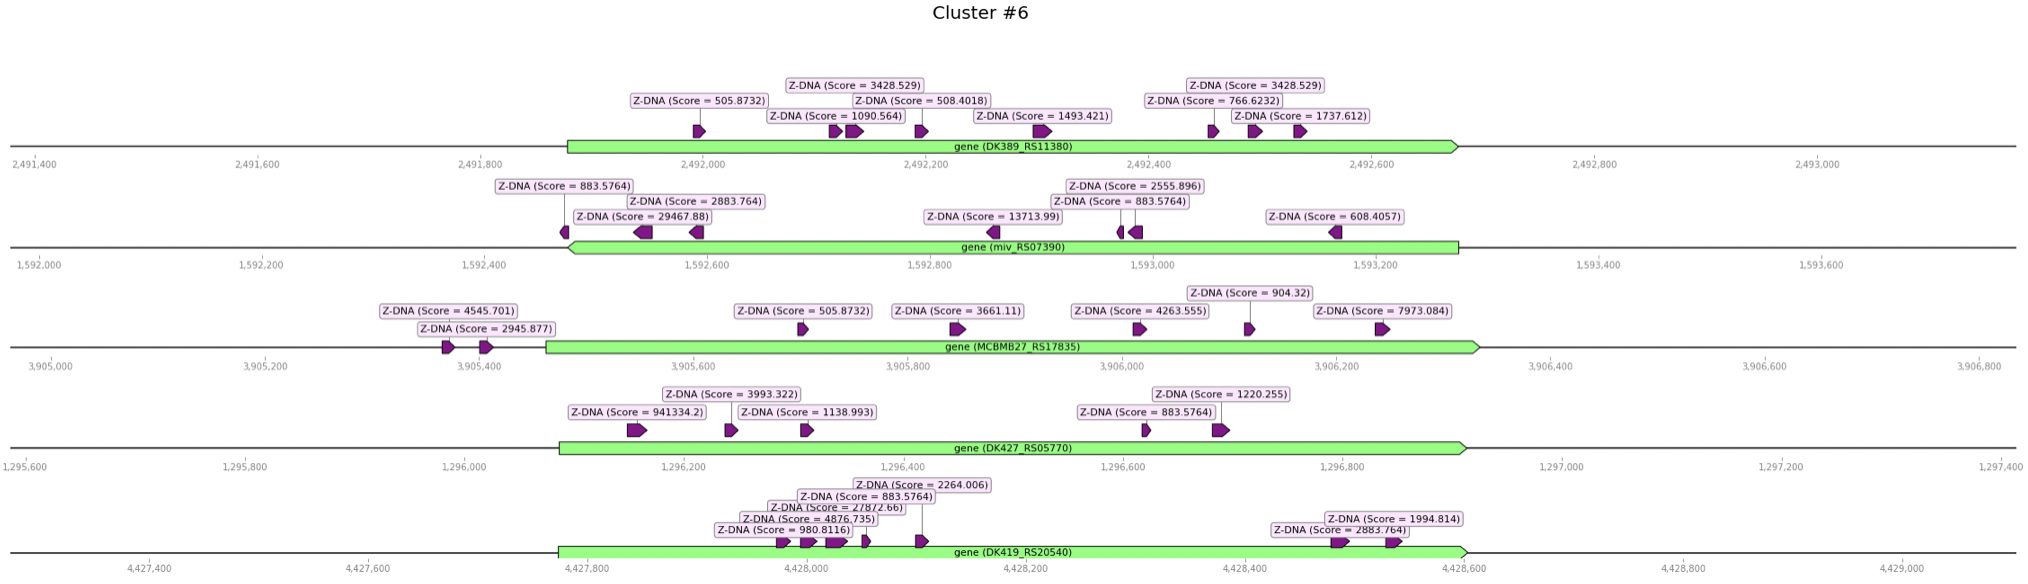 Cluster #6
Z-DNA (Score = 3428.529) Z-DNA (Score = 3428.529)
Z-DNA (Score = 505.8732) Z-DNA (Score = 508.4018) Z-DNA (Score = 766.6232)
Z-DNA (Score = 1090.564) Z-DNA (Score = 1493.421) Z-DNA (Score = 1737.612)
gene (DK389_RS11380)
2,491,400 2,491,600 2,491,800 2,492,000 2,492,200 2,492,400 2,492,600 2,492,800 2,493,000
Z-DNA (Score = 883.5764) Z-DNA (Score = 2555.896)
Z-DNA (Score = 2883.764) Z-DNA (Score = 883.5764)
Z-DNA (Score = 29467.88) Z-DNA (Score = 13713.99) Z-DNA (Score = 608.4057)
gene (miv_RS07390)
1,592,000 1,592,200 1,592,400 1,592,600 1,592,800 1,593,000 1,593,200 1,593,400 1,593,600
Z-DNA (Score = 904.32)
Z-DNA (Score = 4545.701) Z-DNA (Score = 505.8732) Z-DNA (Score = 3661.11) Z-DNA (Score = 4263.555) Z-DNA (Score = 7973.084)
Z-DNA (Score = 2945.877)
gene (MCBMB27_RS17835)
3,905,000 3,905,200 3,905,400 3,905,600 3,905,800 3,906,000 3,906,200 3,906,400 3,906,600 3,906,800
Z-DNA (Score = 3993.322) Z-DNA (Score = 1220.255)
Z-DNA (Score = 941334.2) Z-DNA (Score = 1138.993) Z-DNA (Score = 883.5764)
gene (DK427_RS05770)
1,295,600 1,295,800 1,296,000 1,296,200 1,296,400 1,296,600 1,296,800 1,297,000 1,297,200 1,297,400
Z-DNA (Score = 2264.006)
Z-DNA (Score = 883.5764)
Z-DNA (Score = 27872.66)
Z-DNA (Score = 4876.735) Z-DNA (Score = 1994.814)
Z-DNA (Score = 980.8116) Z-DNA (Score = 2883.764)
gene (DK419_RS20540)
4,427,400 4,427,600 4,427,800 4,428,000 4,428,200 4,428,400 4,428,600 4,428,800 4,429,000